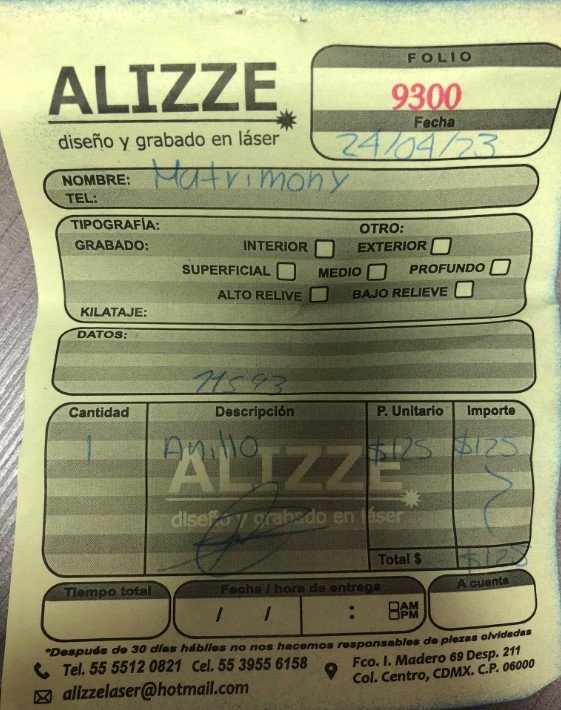 FOLIO
ALIZZE
9300
diseño y grabado en láser
Fecha
24/04/23
NOMBRE: Matrimony
TEL:
TIPOGRAFÍA: OTRO:
GRABADO: INTERIOR EXTERIOR
SUPERFICIAL MEDIO PROFUNDO
ALTO RELIVE BAJO RELIEVE
KILATAJE:
DATOS:
11593
Cantidad Descripción P. Unitario Importe
1 Anillo $125 $125
ALIZZE
diseño y grabado en láser
Total $ $125
Tiempo total Fecha / hora de entrega A cuenta
/ / : AM
PM
*Después de 30 días hábiles no nos hacemos responsables de piezas olvidadas
Tel. 55 5512 0821 Cel. 55 3955 6158
Fco. I. Madero 69 Desp. 211
Col. Centro, CDMX. C.P. 06000
alizzelaser@hotmail.com